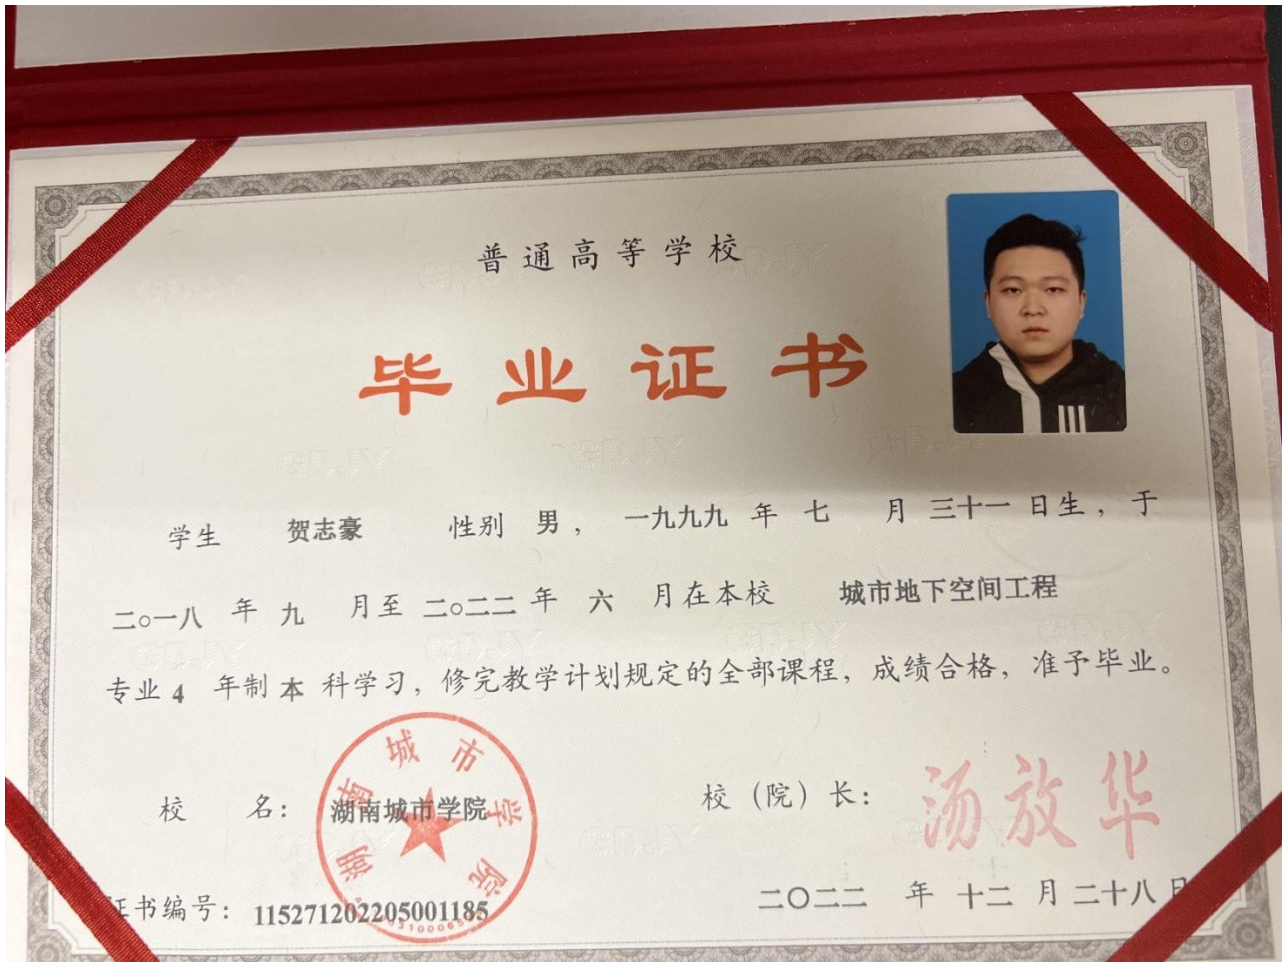 普通高等学校
毕业证书
学生 贺志豪 性别 男， 一九九九 年 七 月 三十一 日生，于
二○一八 年 九 月至 二○二二 年 六 月在本校 城市地下空间工程
专业 4 年制 本 科学习，修完教学计划规定的全部课程，成绩合格，准予毕业。
校 名： 湖南城市学院
校（院）长： 汤放华
湖南城市学院
证书编号： 115271202205001185
二〇二二 年 十二 月 二十八 日